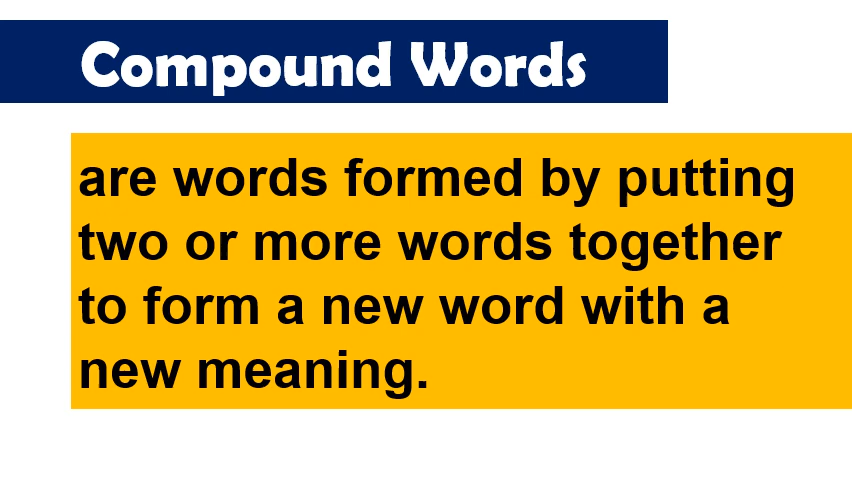 Compound Words
are words formed by putting
two or more words together
to form a new word with a
new meaning.